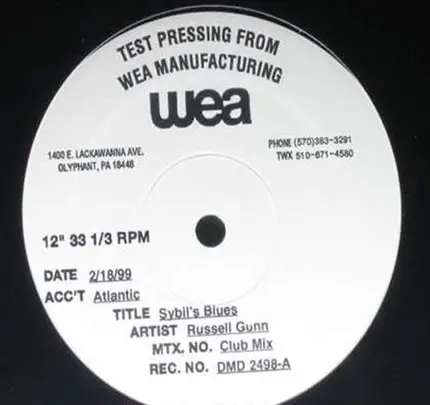 TEST PRESSING FROM
WEA MANUFACTURING
wea
1400 E. LACKAWANNA AVE.
OLYPHANT, PA 18448
PHONE (570)383-3291
TWX 510-671-4580
12" 33 1/3 RPM
DATE 2/18/99
ACC'T Atlantic
TITLE Sybil's Blues
ARTIST Russell Gunn
MTX. NO. Club Mix
REC. NO. DMD 2498-A